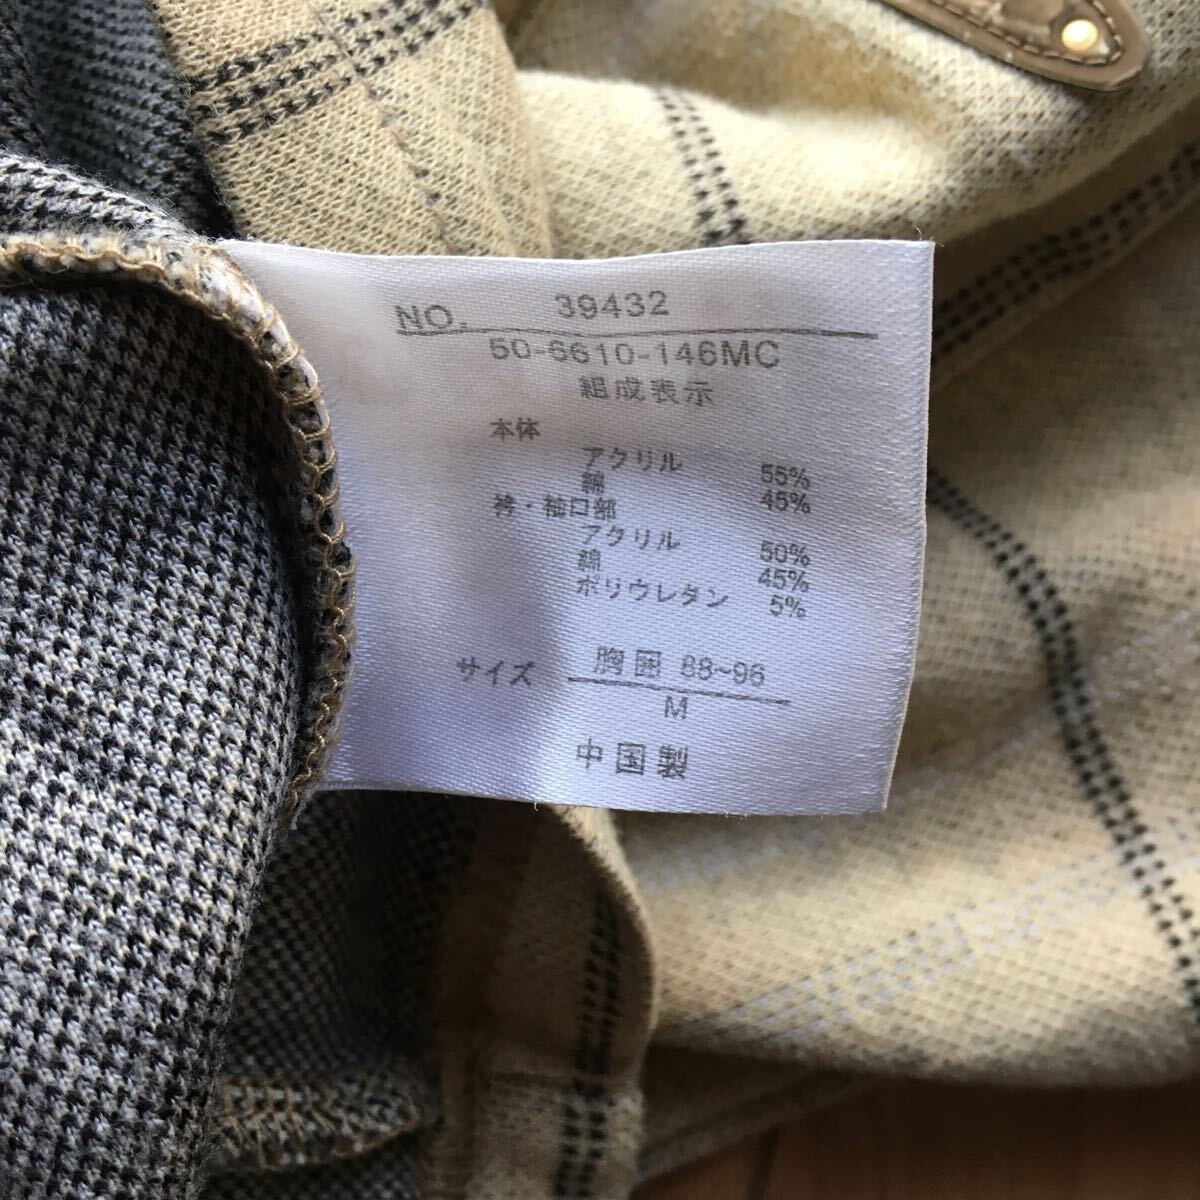 NO. 39432
50-6610-146MC
組成表示
本体
アクリル 55%
綿 45%
衿・袖口部
アクリル 50%
綿 45%
ポリウレタン 5%
サイズ 胸囲 88~96
M
中国製